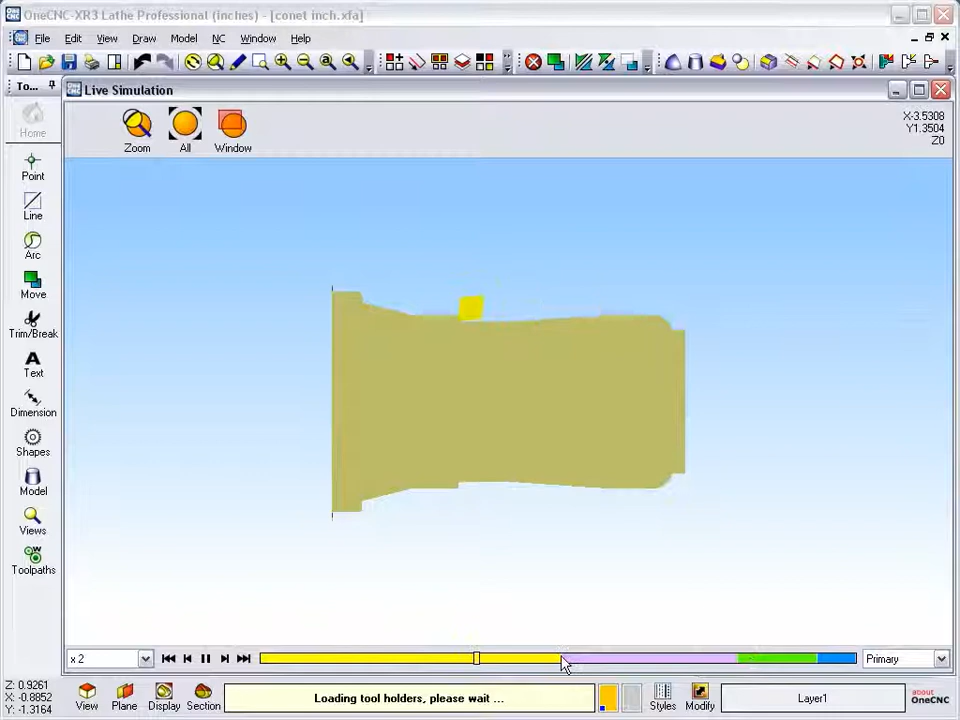 OneCNC-XR3 Lathe Professional (inches) - [conet inch.xfa]
File Edit View Draw Model NC Window Help
To...
Live Simulation
Home
Zoom All Window
X-3.5308
Y1.3504
Z0
Point
Line
Arc
Move
Trim/Break
Text
Dimension
Shapes
Model
Views
Toolpaths
x 2
Primary
Z: 0.9261
X: -0.8852
Y: -1.3164
View Plane Display Section
Loading tool holders, please wait ...
Styles Modify
Layer1
about
OneCNC